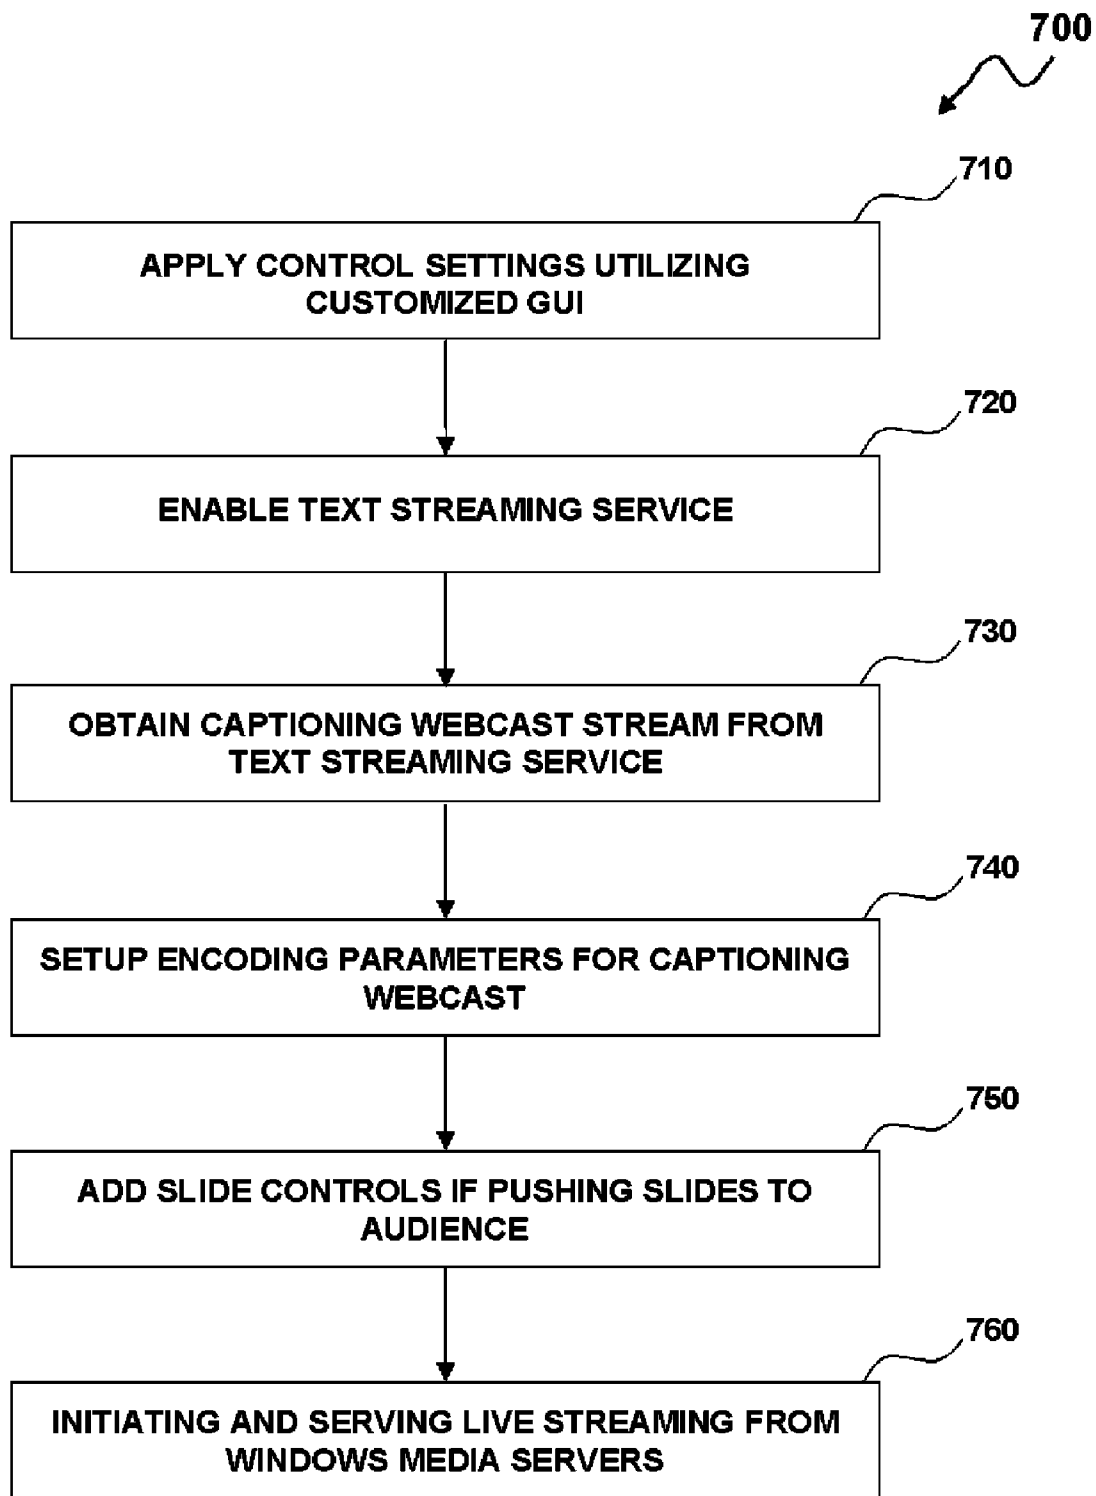 700
710
APPLY CONTROL SETTINGS UTILIZING
CUSTOMIZED GUI
720
ENABLE TEXT STREAMING SERVICE
730
OBTAIN CAPTIONING WEBCAST STREAM FROM
TEXT STREAMING SERVICE
740
SETUP ENCODING PARAMETERS FOR CAPTIONING
WEBCAST
750
ADD SLIDE CONTROLS IF PUSHING SLIDES TO
AUDIENCE
760
INITIATING AND SERVING LIVE STREAMING FROM
WINDOWS MEDIA SERVERS